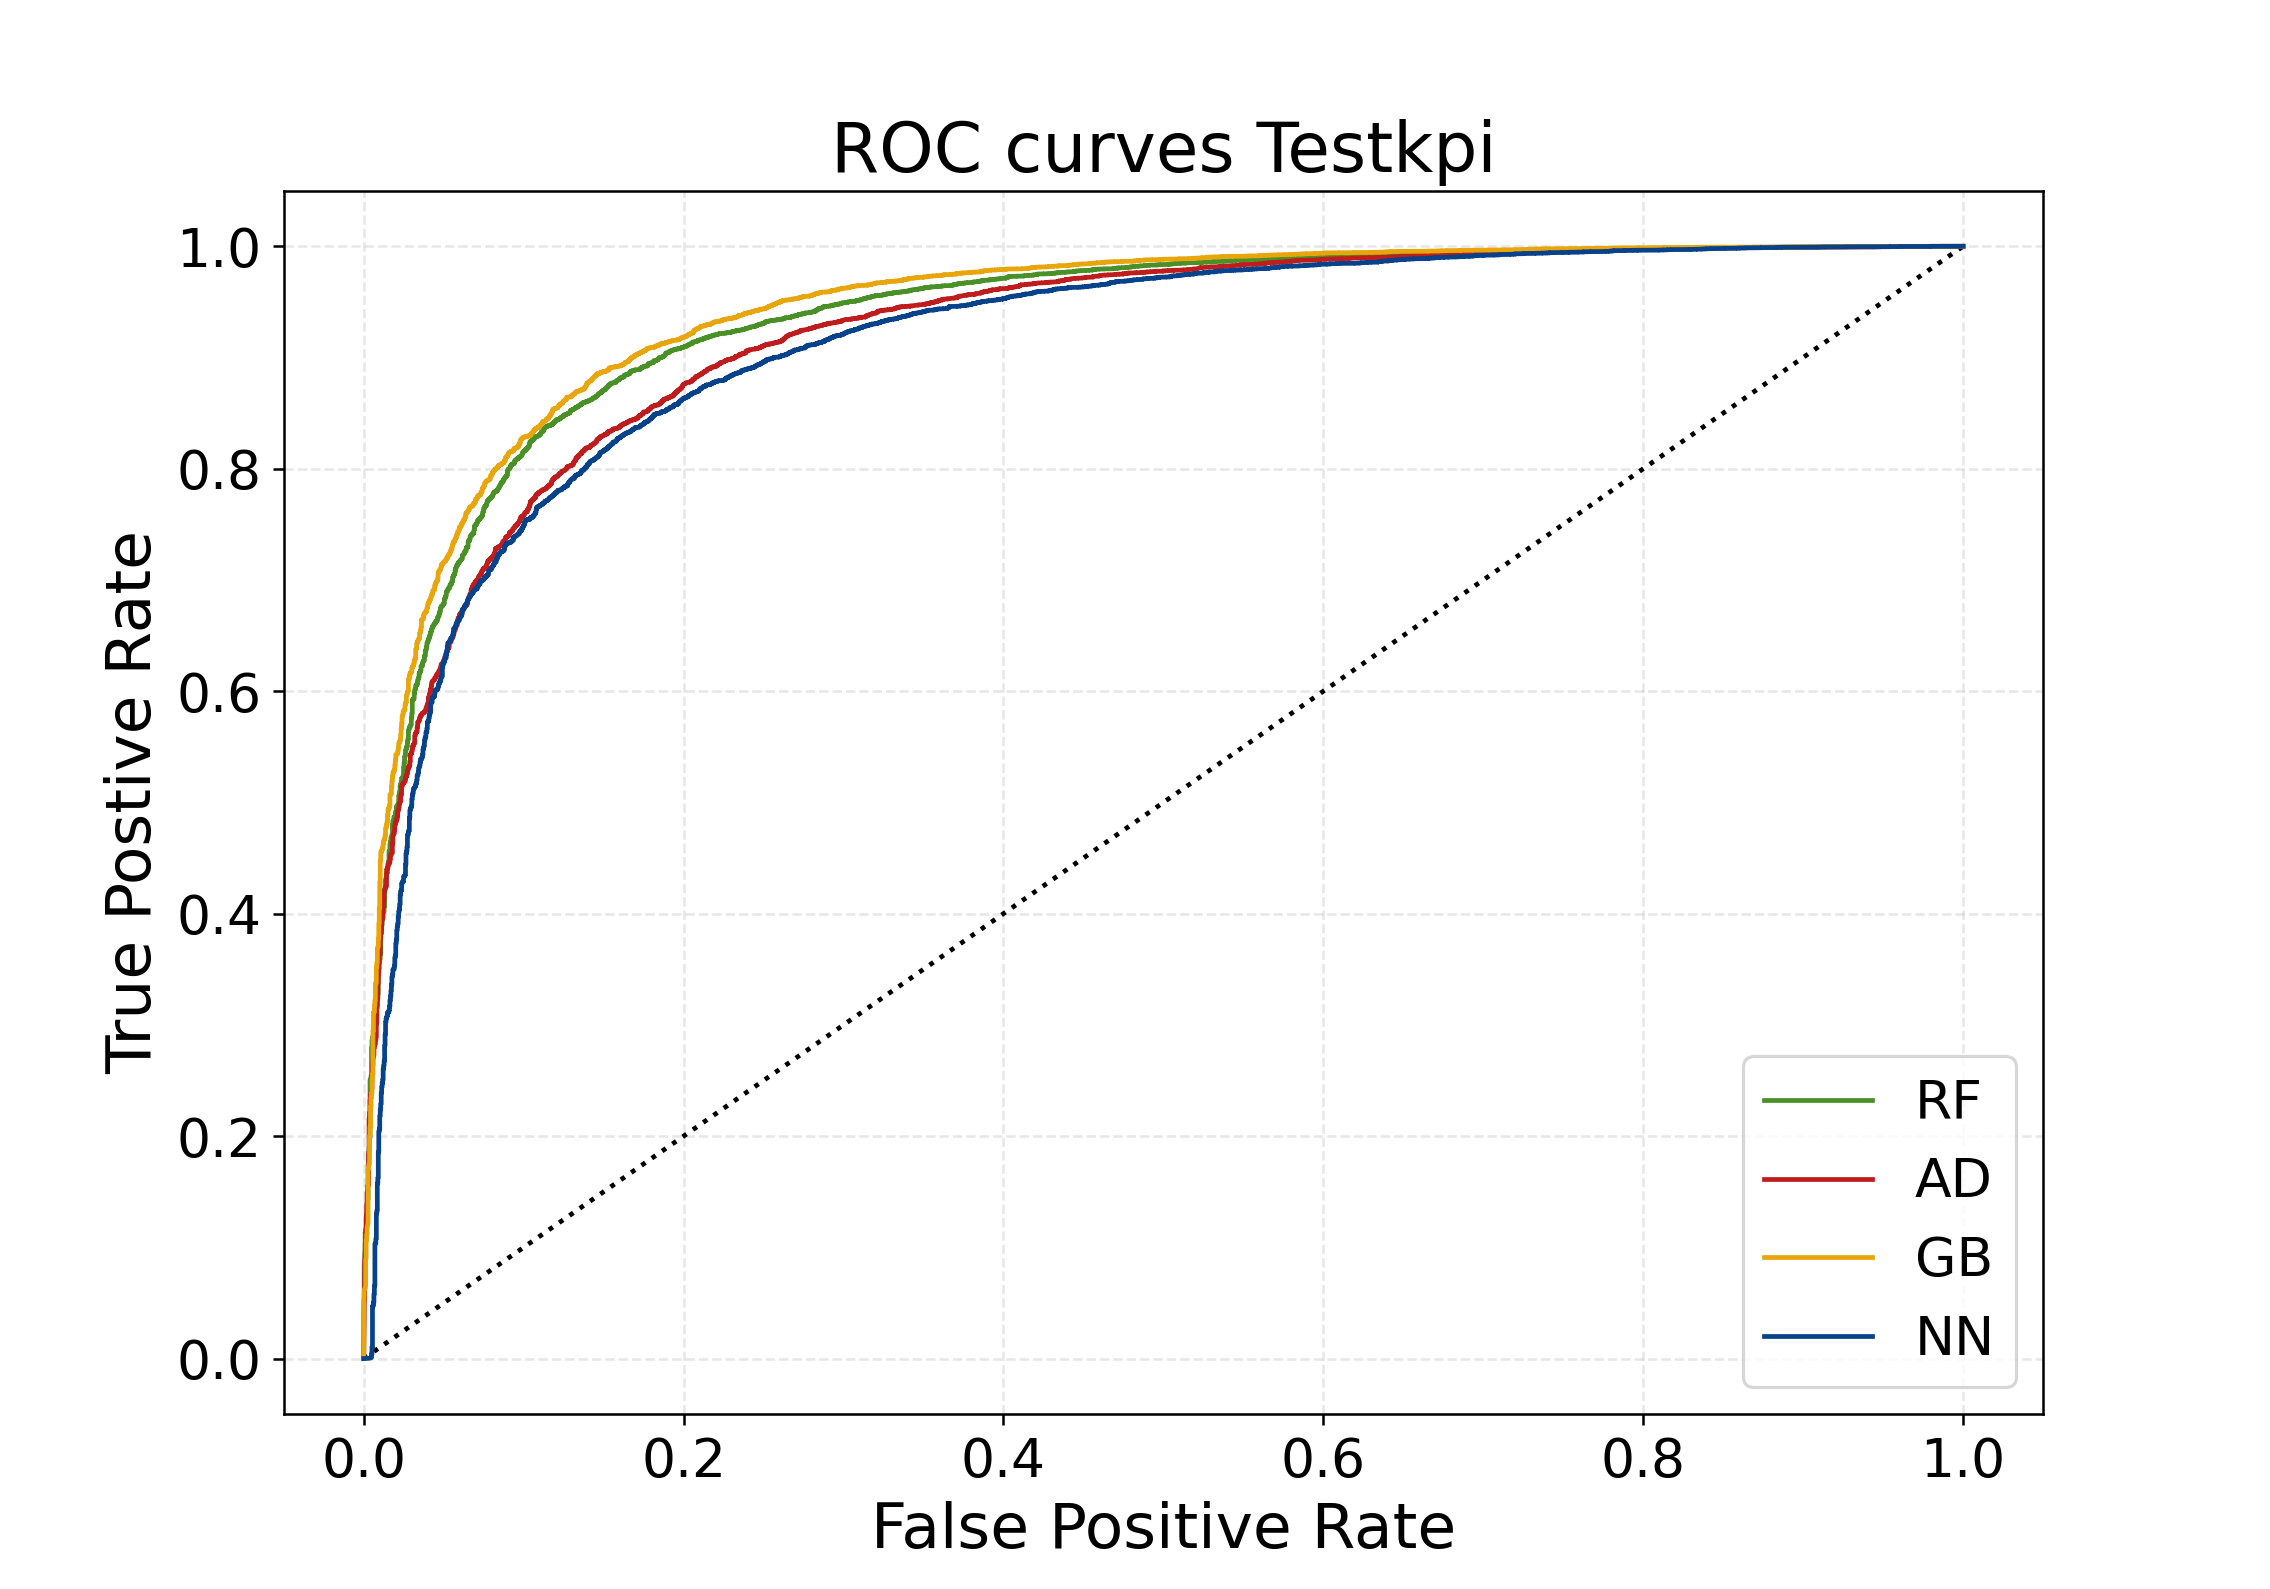 ROC curves Testkpi
True Postive Rate
1.0
0.8
0.6
0.4
0.2
0.0
0.0 0.2 0.4 0.6 0.8 1.0
False Positive Rate
RF
AD
GB
NN